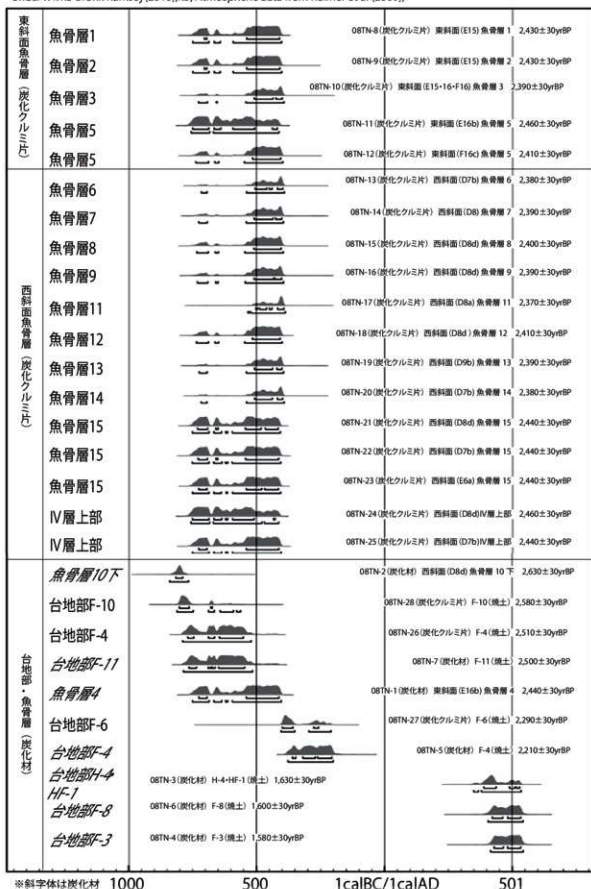 東斜面魚骨層(炭化クルミ片)
魚骨層1 08TN-8(炭化クルミ片) 東斜面(E15)魚骨層 1 2,430±30yrBP
魚骨層2 08TN-9(炭化クルミ片) 東斜面(E15)魚骨層 2 2,430±30yrBP
魚骨層3 08TN-10(炭化クルミ片) 東斜面(E15・16・F16) 魚骨層 3 2,390±30yrBP
魚骨層5 08TN-11(炭化クルミ片) 東斜面(E16b) 魚骨層 5 2,460±30yrBP
魚骨層5 08TN-12(炭化クルミ片) 東斜面(F16c) 魚骨層 5 2,410±30yrBP
西斜面魚骨層(炭化クルミ片)
魚骨層6 08TN-13(炭化クルミ片) 西斜面(D7b) 魚骨層 6 2,380±30yrBP
魚骨層7 08TN-14(炭化クルミ片) 西斜面(D8) 魚骨層 7 2,390±30yrBP
魚骨層8 08TN-15(炭化クルミ片) 西斜面(D8d) 魚骨層 8 2,400±30yrBP
魚骨層9 08TN-16(炭化クルミ片) 西斜面(D8d) 魚骨層 9 2,390±30yrBP
魚骨層11 08TN-17(炭化クルミ片) 西斜面(D8a) 魚骨層 11 2,370±30yrBP
魚骨層12 08TN-18(炭化クルミ片) 西斜面(D8d) 魚骨層 12 2,410±30yrBP
魚骨層13 08TN-19(炭化クルミ片) 西斜面(D9b) 魚骨層 13 2,390±30yrBP
魚骨層14 08TN-20(炭化クルミ片) 西斜面(D7b) 魚骨層 14 2,380±30yrBP
魚骨層15 08TN-21(炭化クルミ片) 西斜面(D8d) 魚骨層 15 2,440±30yrBP
魚骨層15 08TN-22(炭化クルミ片) 西斜面(D7b) 魚骨層 15 2,440±30yrBP
魚骨層15 08TN-23(炭化クルミ片) 西斜面(E6a) 魚骨層 15 2,440±30yrBP
IV層上部 08TN-24(炭化クルミ片) 西斜面(D8d)IV層上部 2,460±30yrBP
IV層上部 08TN-25(炭化クルミ片) 西斜面(D7b)IV層上部 2,440±30yrBP
台地部・魚骨層(炭化材)
魚骨層10下 08TN-2(炭化材) 西斜面(D8d)魚骨層 10 下 2,630±30yrBP
台地部F-10 08TN-28(炭化クルミ片) F-10(焼土) 2,580±30yrBP
台地部F-4 08TN-26(炭化クルミ片) F-4(焼土) 2,510±30yrBP
台地部F-11 08TN-7(炭化材) F-11(焼土) 2,500±30yrBP
魚骨層4 08TN-1(炭化材) 東斜面(E16b) 魚骨層 4 2,440±30yrBP
台地部F-6 08TN-27(炭化クルミ片) F-6(焼土) 2,290±30yrBP
台地部F-4 08TN-5(炭化材) F-4(焼土) 2,210±30yrBP
台地部H-4・ 08TN-3(炭化材) H-4・HF-1(焼土) 1,630±30yrBP
HF-1
台地部F-8 08TN-6(炭化材) F-8(焼土) 1,600±30yrBP
台地部F-3 08TN-4(炭化材) F-3(焼土) 1,580±30yrBP
※斜字体は炭化材 1000 500 1calBC/1calAD 501